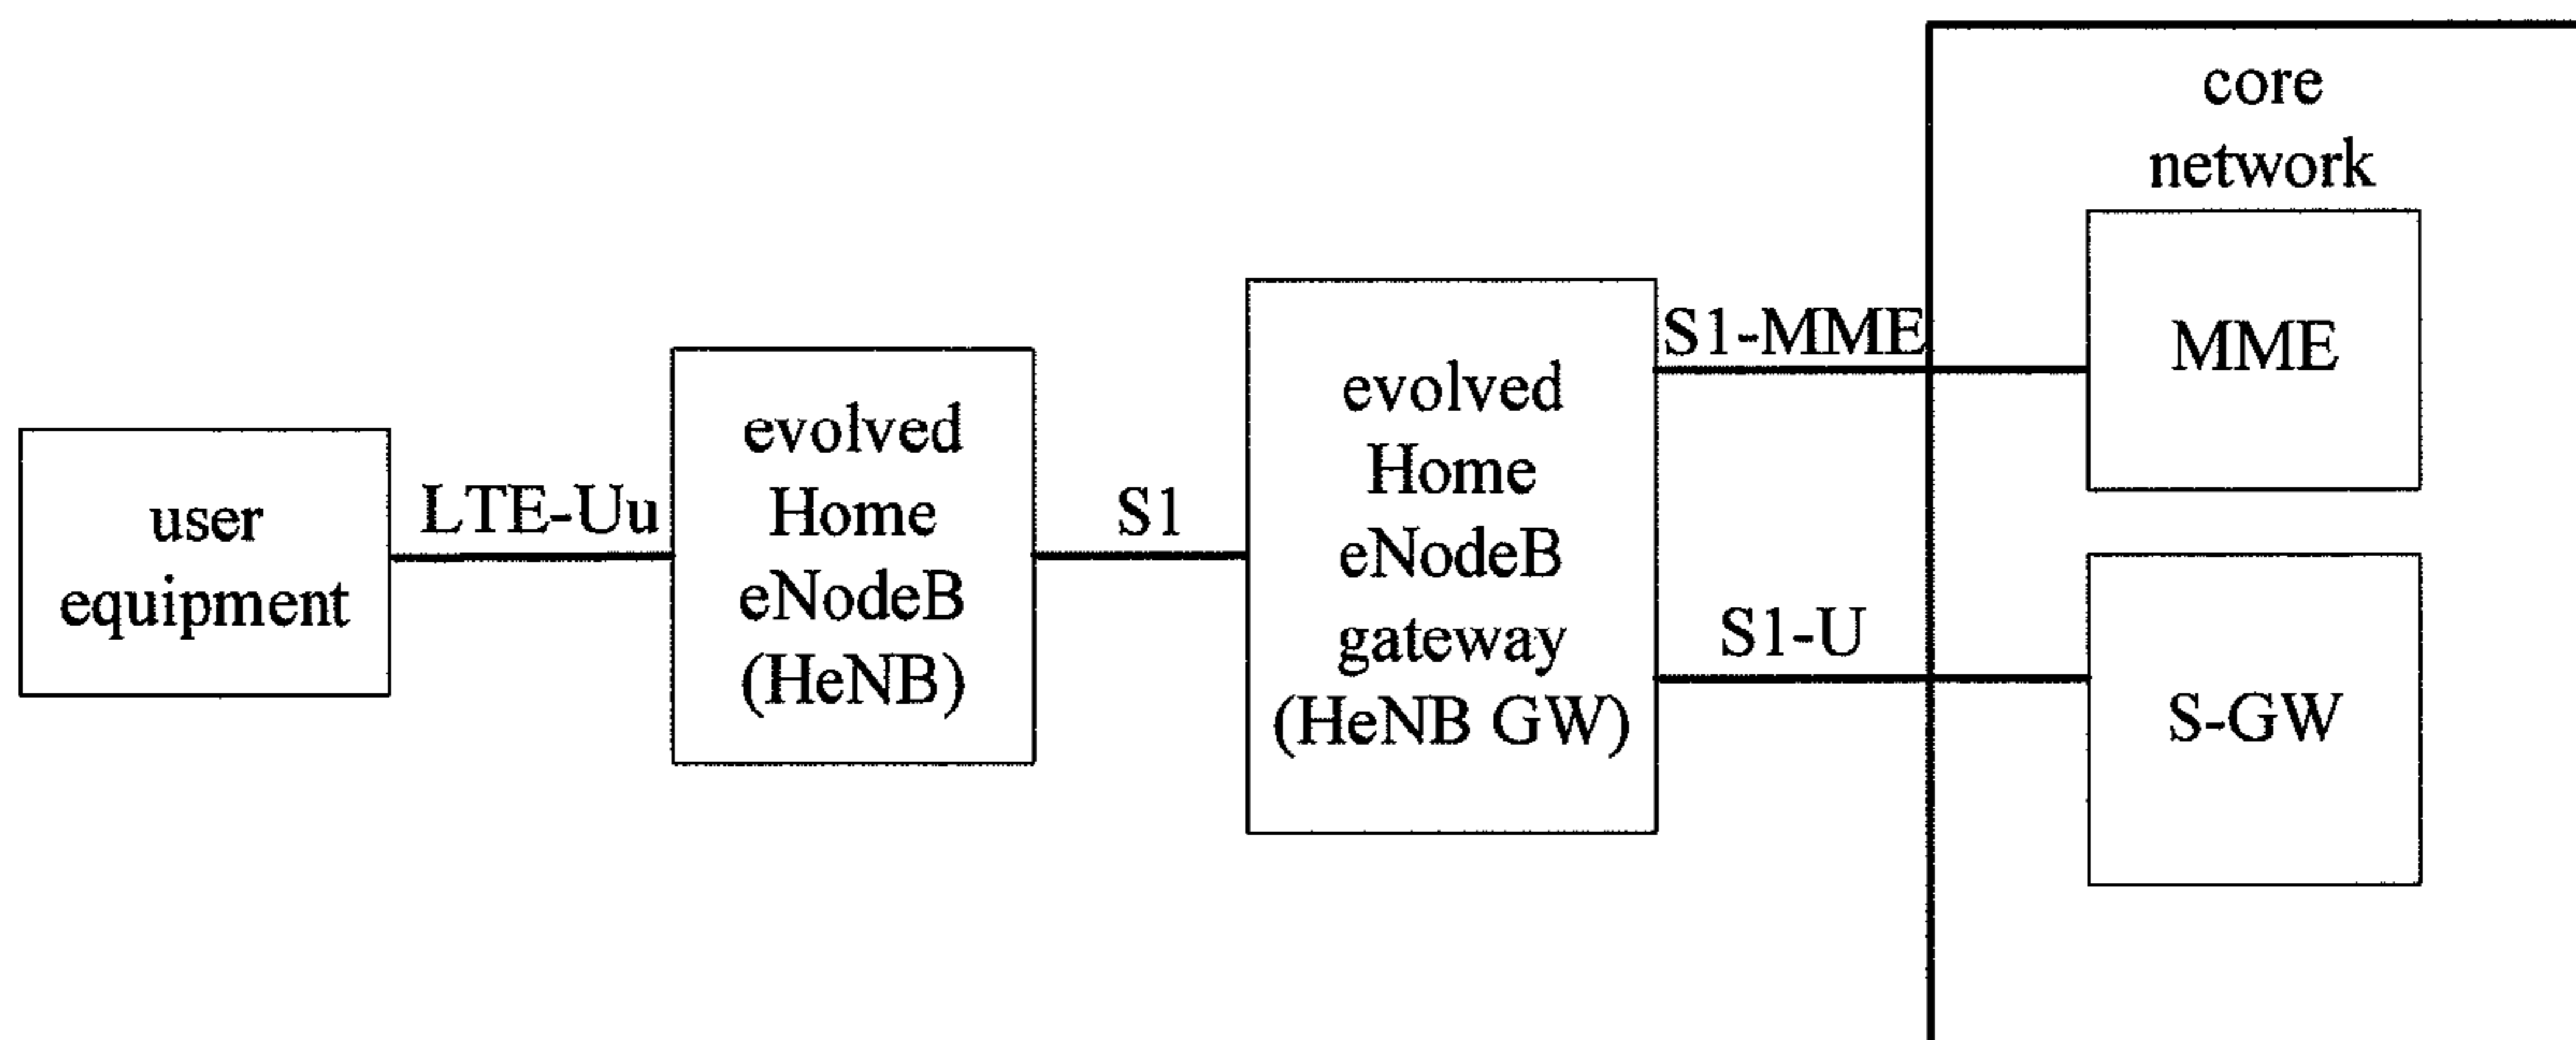 core
network
MME
S1-MME
evolved
Home
eNodeB
gateway
(HeNB GW)
evolved
Home
eNodeB
(HeNB)
user
equipment
LTE-Uu
S1
S1-U
S-GW